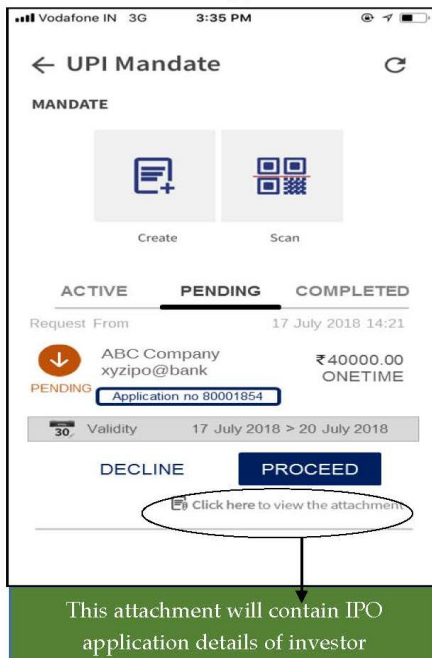 Vodafone IN 3G 3:35 PM
← UPI Mandate
MANDATE
Create Scan
ACTIVE PENDING COMPLETED
Request From 17 July 2018 14:21
ABC Company ₹40000.00
xyzipo@bank ONETIME
PENDING
Application no 80001854
30 Validity 17 July 2018 > 20 July 2018
DECLINE PROCEED
Click here to view the attachment
This attachment will contain IPO
application details of investor